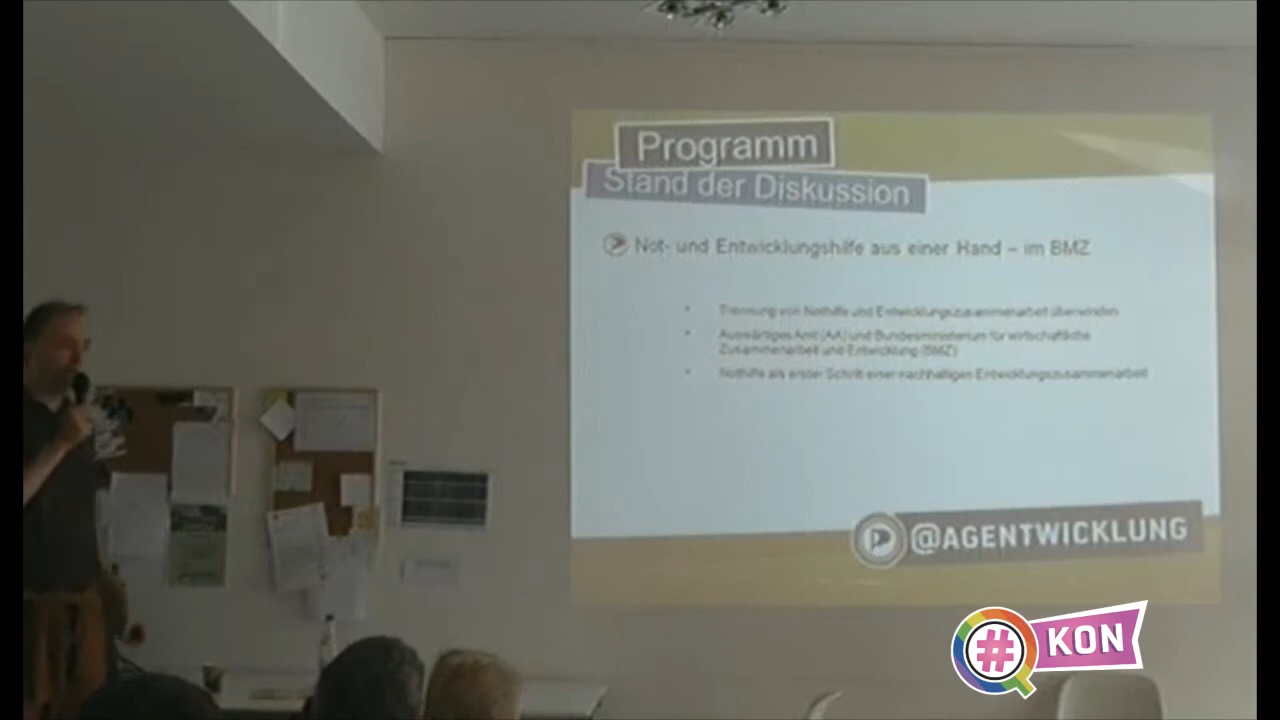 Programm
Stand der Diskussion
Not- und Entwicklungshilfe aus einer Hand – im BMZ
• Trennung von Nothilfe und Entwicklungszusammenarbeit überwinden
• Auswärtiges Amt (AA) und Bundesministerium für wirtschaftliche
Zusammenarbeit und Entwicklung (BMZ)
• Nothilfe als erster Schritt einer nachhaltigen Entwicklungszusammenarbeit
@AGENTWICKLUNG
# KON